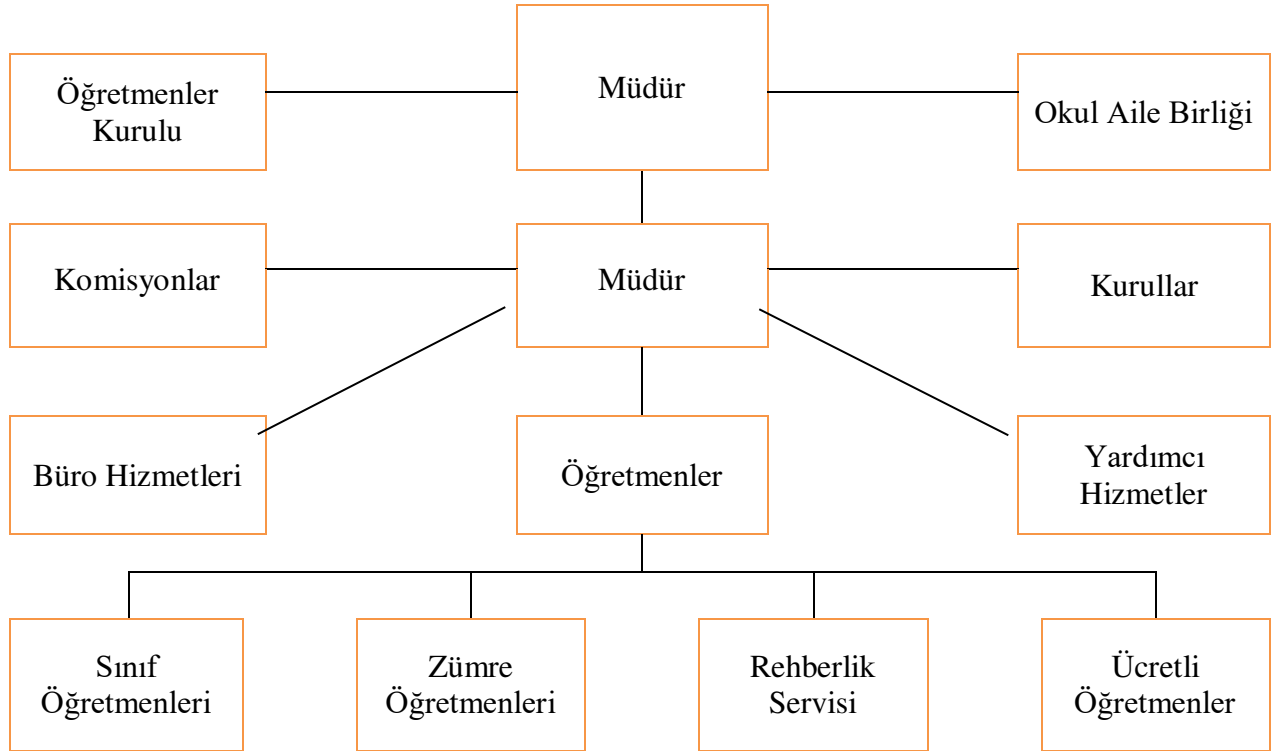 Öğretmenler
Kurulu
Müdür
Okul Aile Birliği
Komisyonlar
Müdür
Kurullar
Büro Hizmetleri
Öğretmenler
Yardımcı
Hizmetler
Sınıf
Öğretmenleri
Zümre
Öğretmenleri
Rehberlik
Servisi
Ücretli
Öğretmenler